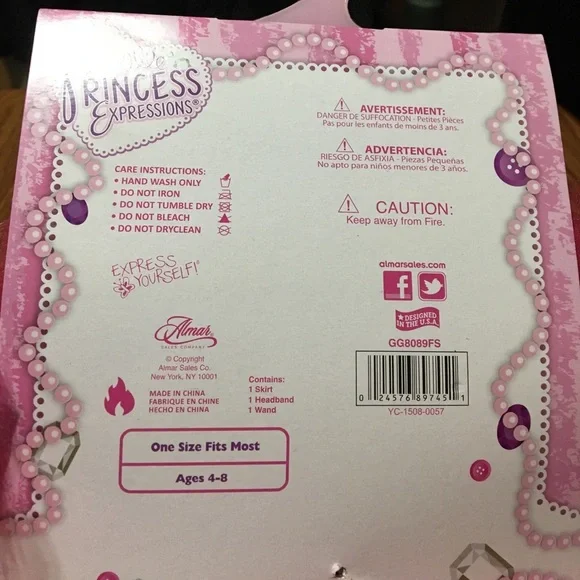 PRINCESS
EXPRESSIONS®
CARE INSTRUCTIONS:
• HAND WASH ONLY
• DO NOT IRON
• DO NOT TUMBLE DRY
• DO NOT BLEACH
• DO NOT DRYCLEAN
EXPRESS
YOURSELF!
Almar
SALES COMPANY
© Copyright
Almar Sales Co.
New York, NY 10001
MADE IN CHINA
FABRIQUE EN CHINE
HECHO EN CHINA
Contains:
1 Skirt
1 Headband
1 Wand
One Size Fits Most
Ages 4-8
AVERTISSEMENT:
DANGER DE SUFFOCATION - Petites Pièces
Pas pour les enfants de moins de 3 ans.
ADVERTENCIA:
RIESGO DE ASFIXIA - Piezas Pequeñas
No apto para niños menores de 3 años.
CAUTION:
Keep away from Fire.
almarsales.com
DESIGNED
IN THE U.S.A.
GG8089FS
0 24576 89745 1
YC-1508-0057